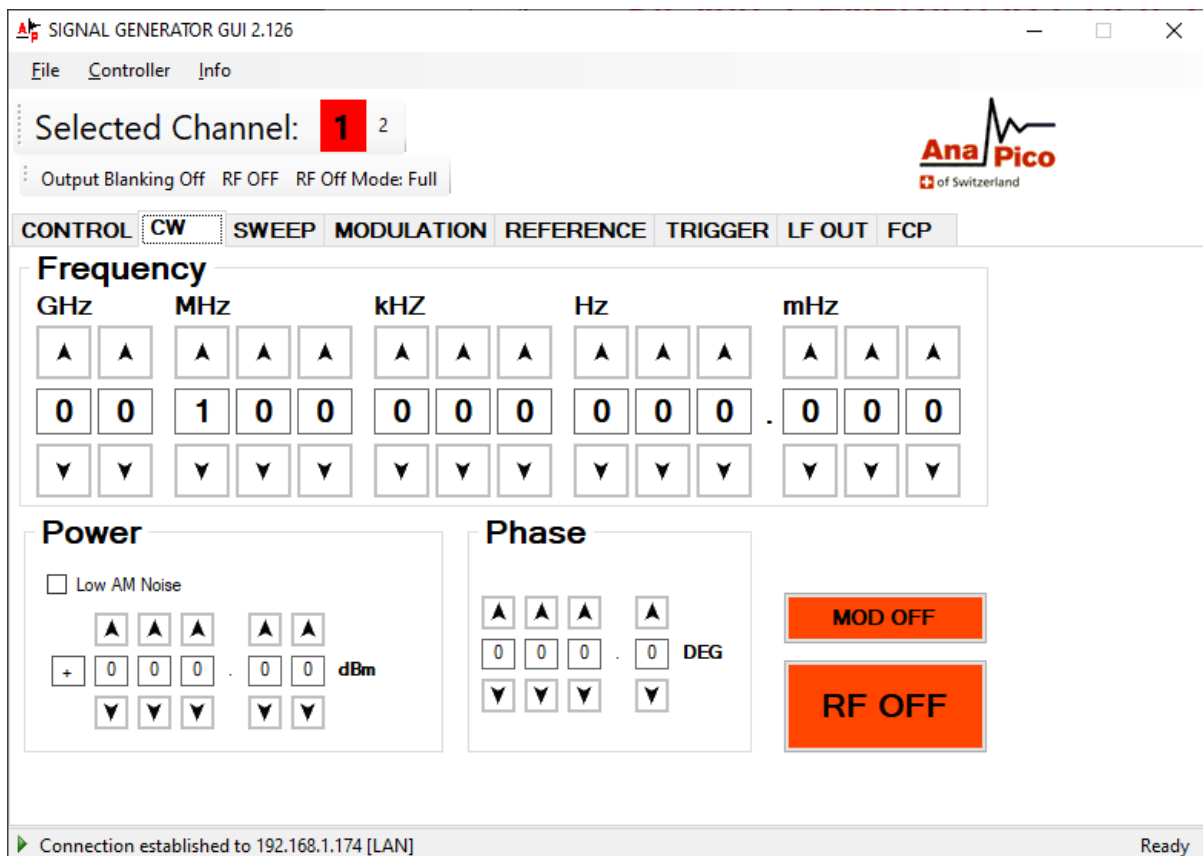 SIGNAL GENERATOR GUI 2.126
File Controller Info
Selected Channel: 1 2
Output Blanking Off RF OFF RF Off Mode: Full
Ana Pico
of Switzerland
CONTROL CW SWEEP MODULATION REFERENCE TRIGGER LF OUT FCP
Frequency
GHz MHz kHZ Hz mHz
0 0 1 0 0 0 0 0 0 0 0 . 0 0 0
Power
Low AM Noise
+ 0 0 0 . 0 0 dBm
Phase
0 0 0 . 0 DEG
MOD OFF
RF OFF
Connection established to 192.168.1.174 [LAN] Ready